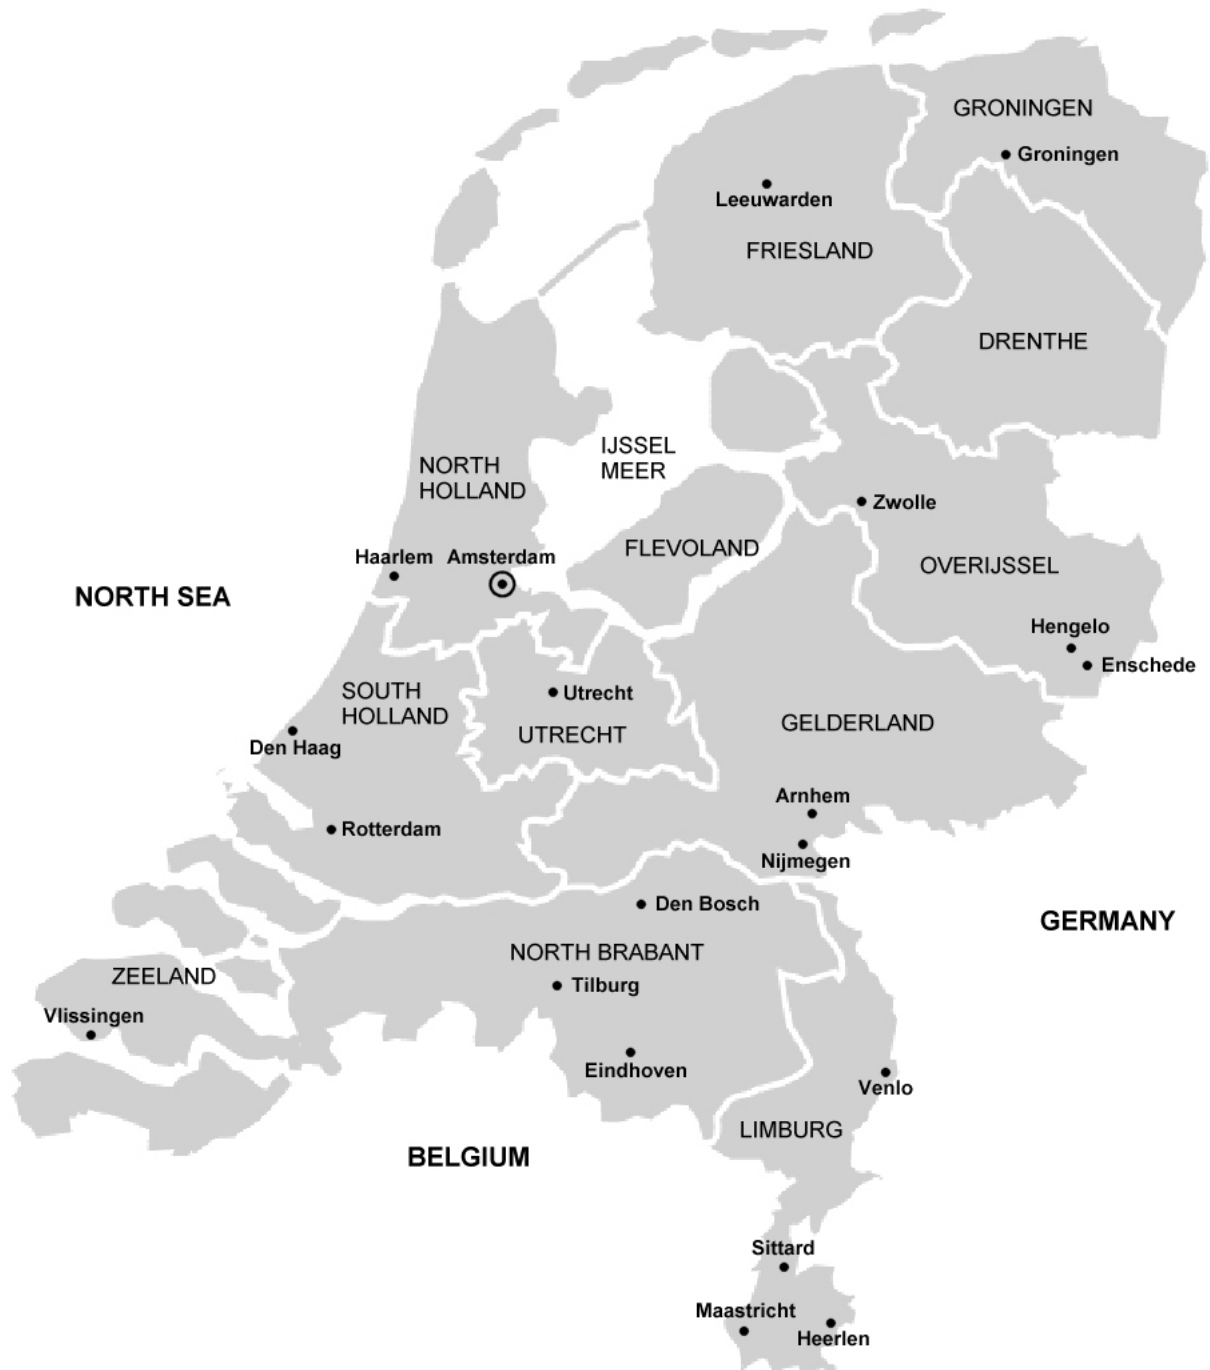 GRONINGEN
Groningen
Leeuwarden
FRIESLAND
DRENTHE
IJSSEL
MEER
NORTH
HOLLAND
Zwolle
FLEVOLAND
Haarlem
Amsterdam
OVERIJSSEL
NORTH SEA
Hengelo
Enschede
SOUTH
HOLLAND
Utrecht
UTRECHT
GELDERLAND
Den Haag
Arnhem
Rotterdam
Nijmegen
Den Bosch
GERMANY
NORTH BRABANT
ZEELAND
Tilburg
Vlissingen
Eindhoven
Venlo
LIMBURG
BELGIUM
Sittard
Maastricht
Heerlen